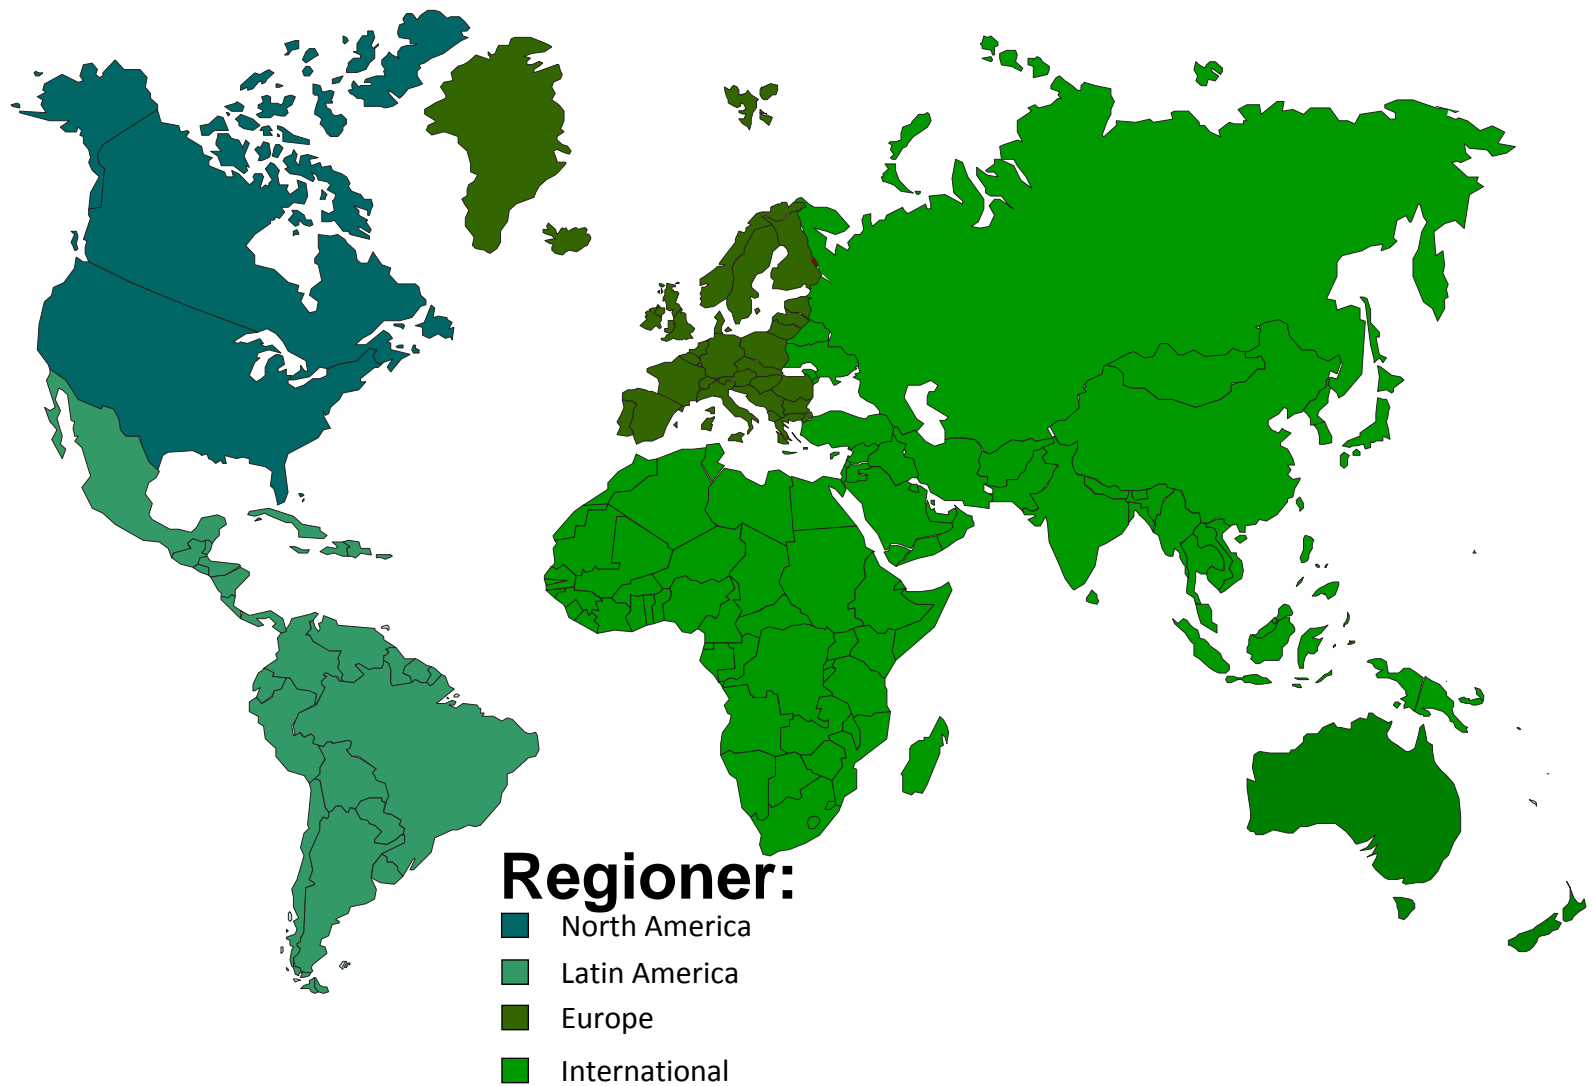 Regioner:
North America
Latin America
Europe
International